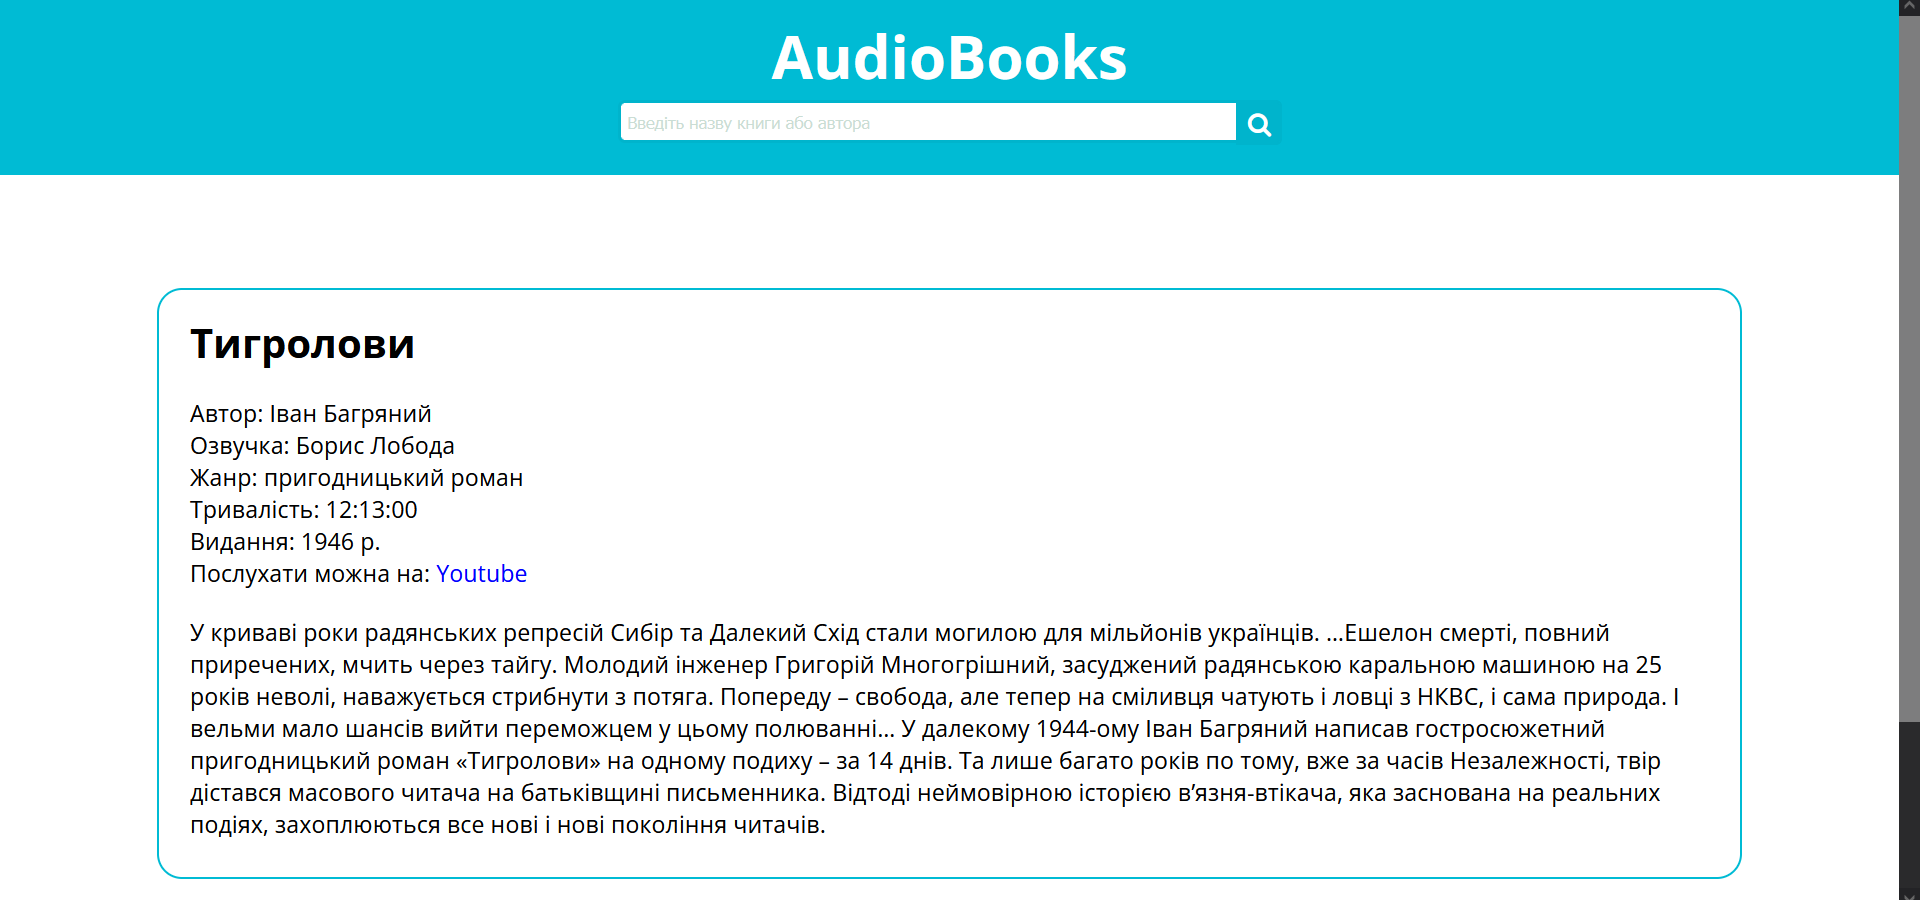 AudioBooks
Введіть назву книги або автора
Тигролови
Автор: Іван Багряний
Озвучка: Борис Лобода
Жанр: пригодницький роман
Тривалість: 12:13:00
Видання: 1946 р.
Послухати можна на: Youtube
У криваві роки радянських репресій Сибір та Далекий Схід стали могилою для мільйонів українців. ...Ешелон смерті, повний
приречених, мчить через тайгу. Молодий інженер Григорій Многогрішний, засуджений радянською каральною машиною на 25
років неволі, наважується стрибнути з потяга. Попереду – свобода, але тепер на сміливця чатують і ловці з НКВС, і сама природа. І
вельми мало шансів вийти переможцем у цьому полюванні... У далекому 1944-ому Іван Багряний написав гостросюжетний
пригодницький роман «Тигролови» на одному подиху – за 14 днів. Та лише багато років по тому, вже за часів Незалежності, твір
дістався масового читача на батьківщині письменника. Відтоді неймовірною історією в’язня-втікача, яка заснована на реальних
подіях, захоплюються все нові і нові покоління читачів.